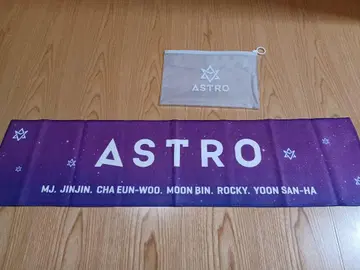 ASTRO
ASTRO
MJ. JINJIN. CHA EUN-WOO. MOON BIN. ROCKY. YOON SAN-HA